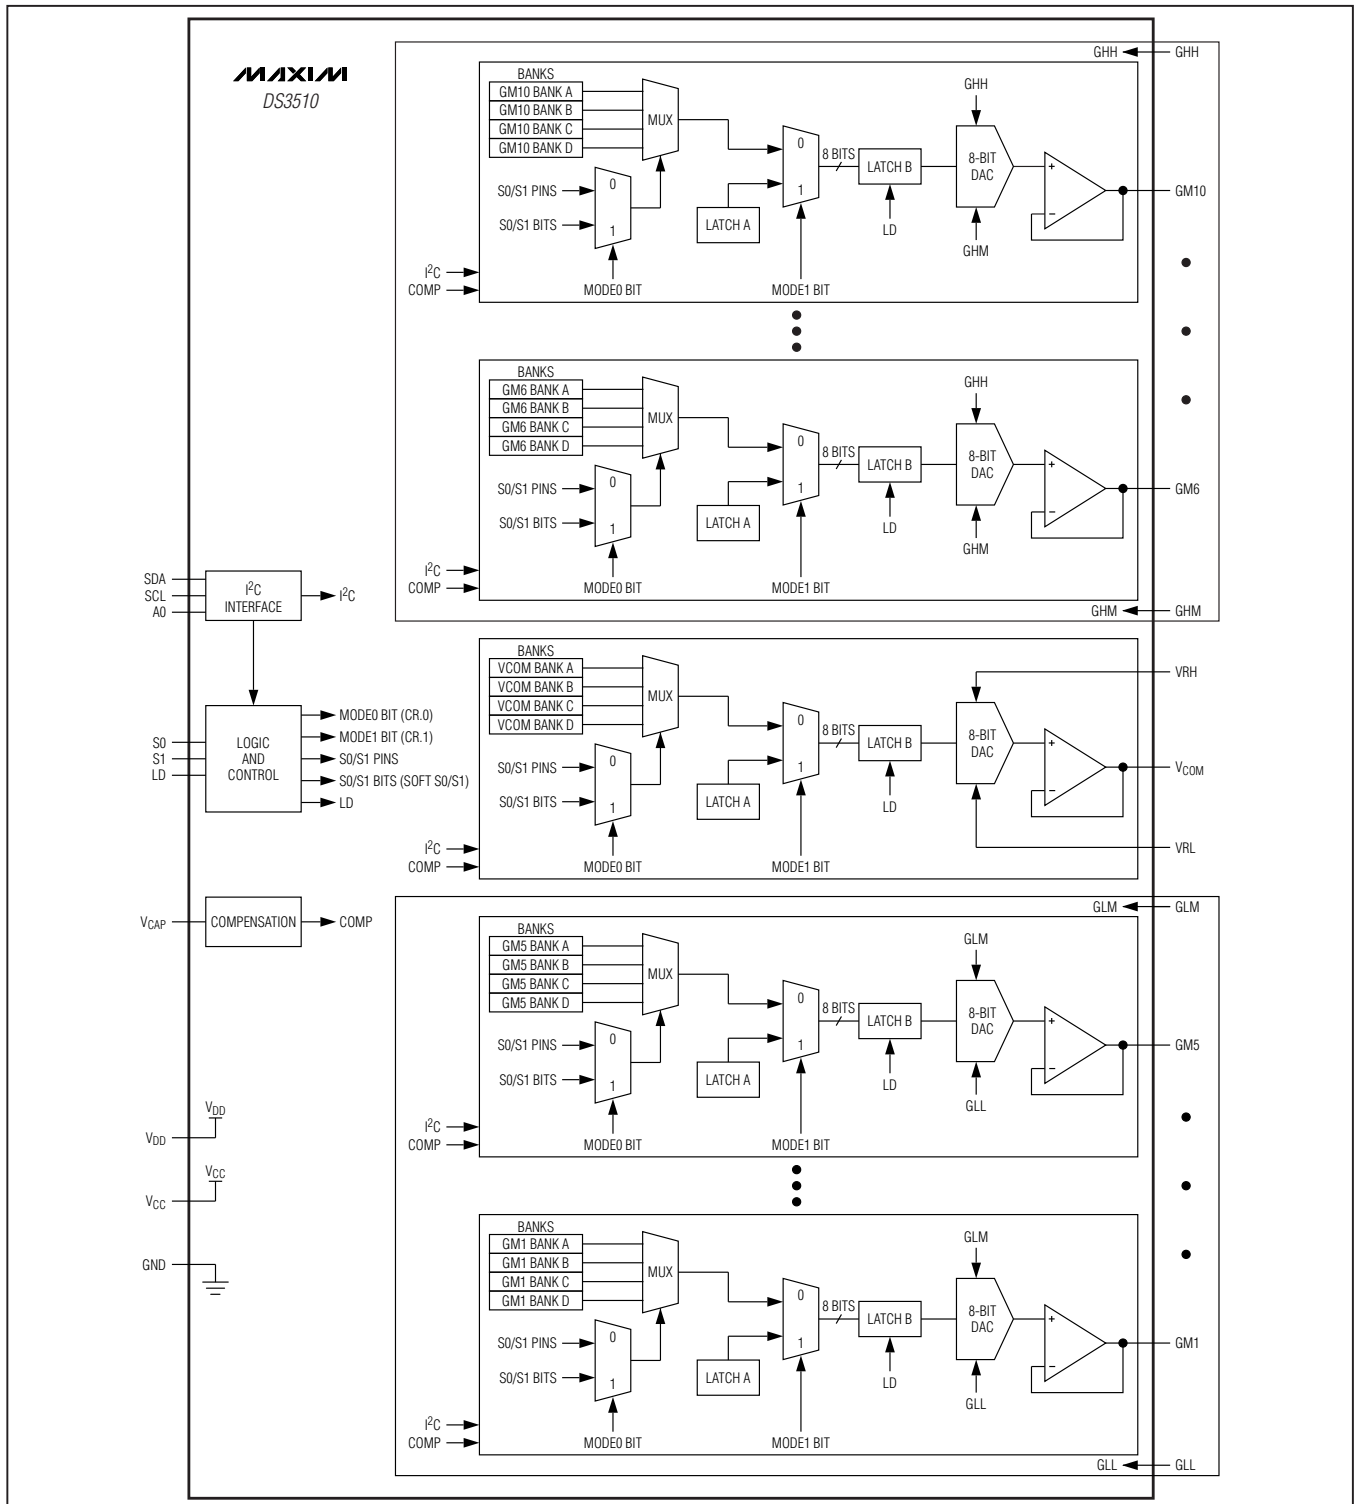 MAXIM
DS3510
GHH GHH
BANKS
GM10 BANK A
GM10 BANK B
GM10 BANK C
GM10 BANK D
MUX
S0/S1 PINS
S0/S1 BITS
0
1
MODE0 BIT
I2C
COMP
LATCH A
0
1
MODE1 BIT
8 BITS
LATCH B
LD
GHH
8-BIT
DAC
GHM
+
−
GM10
BANKS
GM6 BANK A
GM6 BANK B
GM6 BANK C
GM6 BANK D
MUX
S0/S1 PINS
S0/S1 BITS
0
1
MODE0 BIT
I2C
COMP
LATCH A
0
1
MODE1 BIT
8 BITS
LATCH B
LD
GHH
8-BIT
DAC
GHM
+
−
GM6
GHM GHM
SDA
SCL
A0
I2C
INTERFACE
I2C
S0
S1
LD
LOGIC
AND
CONTROL
MODE0 BIT (CR.0)
MODE1 BIT (CR.1)
S0/S1 PINS
S0/S1 BITS (SOFT S0/S1)
LD
BANKS
VCOM BANK A
VCOM BANK B
VCOM BANK C
VCOM BANK D
MUX
S0/S1 PINS
S0/S1 BITS
0
1
MODE0 BIT
I2C
COMP
LATCH A
0
1
MODE1 BIT
8 BITS
LATCH B
LD
8-BIT
DAC
+
−
VRH
VCOM
VRL
VCAP
COMPENSATION
COMP
GLM GLM
BANKS
GM5 BANK A
GM5 BANK B
GM5 BANK C
GM5 BANK D
MUX
S0/S1 PINS
S0/S1 BITS
0
1
MODE0 BIT
I2C
COMP
LATCH A
0
1
MODE1 BIT
8 BITS
LATCH B
LD
GLM
8-BIT
DAC
GLL
+
−
GM5
VDD
VDD
VCC
VCC
GND
BANKS
GM1 BANK A
GM1 BANK B
GM1 BANK C
GM1 BANK D
MUX
S0/S1 PINS
S0/S1 BITS
0
1
MODE0 BIT
I2C
COMP
LATCH A
0
1
MODE1 BIT
8 BITS
LATCH B
LD
GLM
8-BIT
DAC
GLL
+
−
GM1
GLL GLL